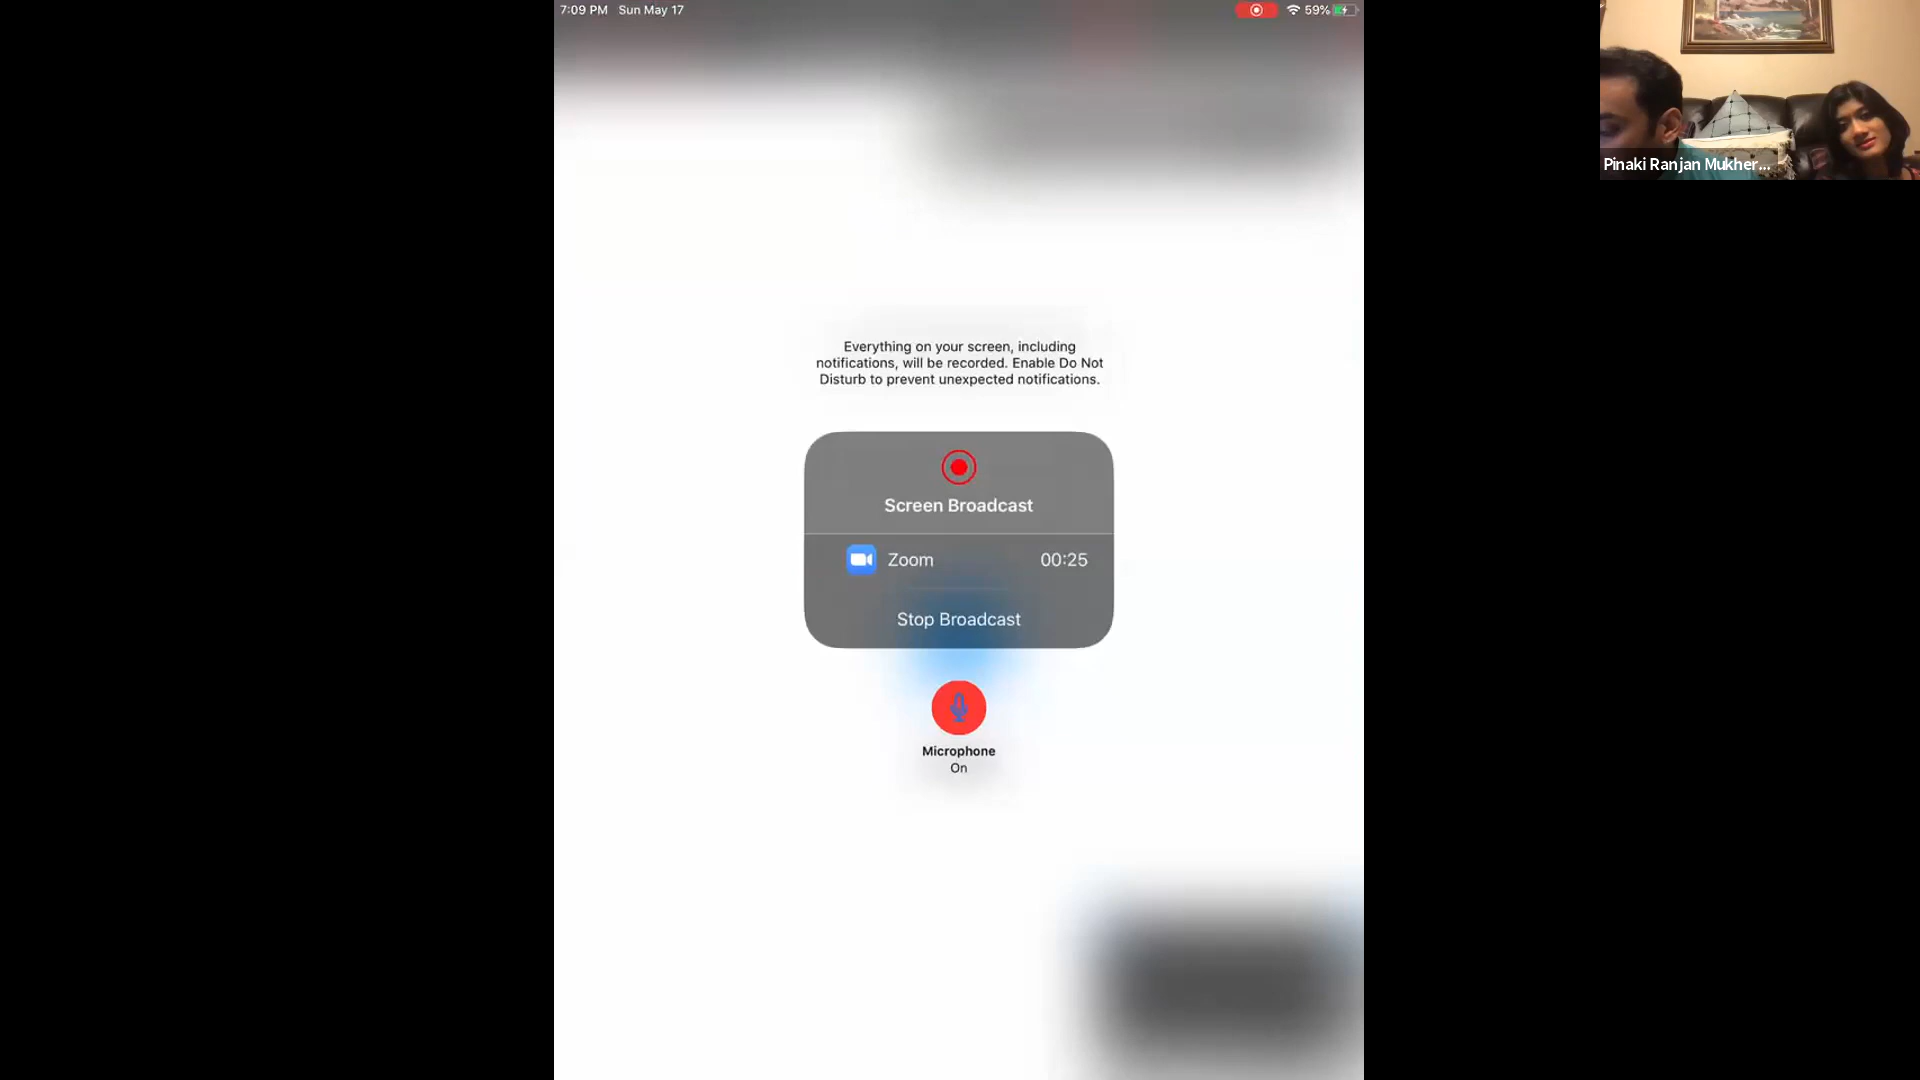 7:09 PM Sun May 17
59%
Pinaki Ranjan Mukher...
Everything on your screen, including
notifications, will be recorded. Enable Do Not
Disturb to prevent unexpected notifications.
Screen Broadcast
Zoom 00:25
Stop Broadcast
Microphone
On